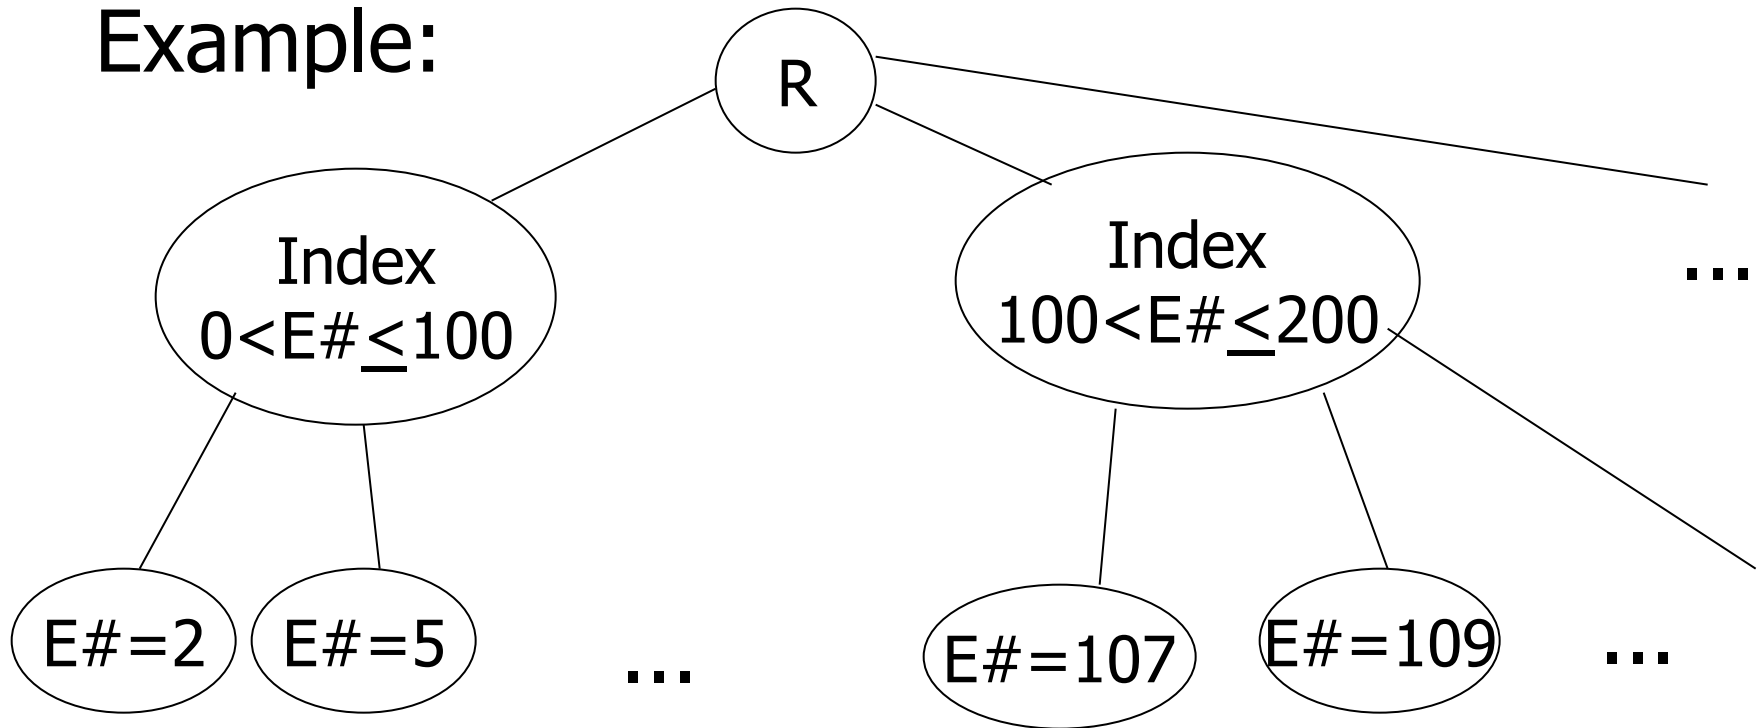 Example:
R
Index
0<E#≤100
Index
100<E#≤200
...
E#=2
E#=5
...
E#=107
E#=109
...